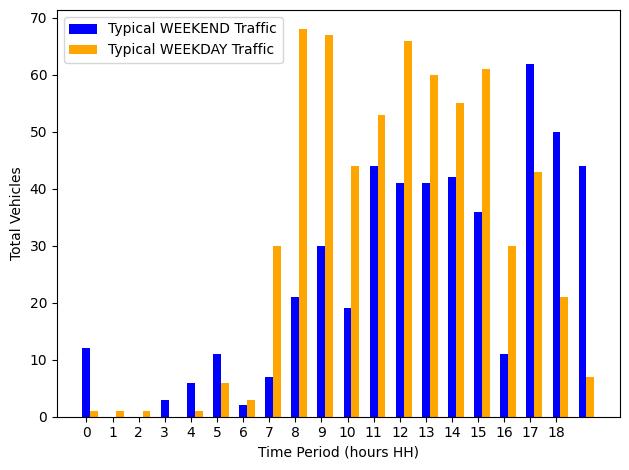 Typical WEEKEND Traffic
Typical WEEKDAY Traffic
70
60
50
40
30
20
10
0
Total Vehicles
0 1 2 3 4 5 6 7 8 9 10 11 12 13 14 15 16 17 18
Time Period (hours HH)